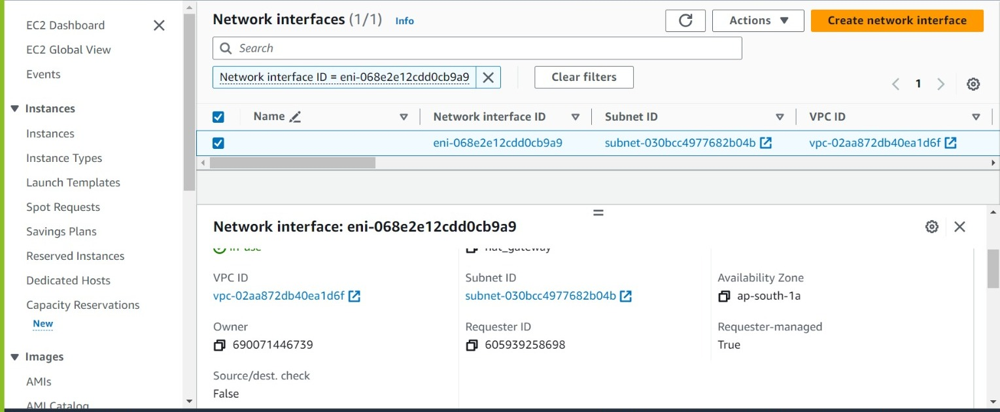 EC2 Dashboard
EC2 Global View
Events
Instances
Instances
Instance Types
Launch Templates
Spot Requests
Savings Plans
Reserved Instances
Dedicated Hosts
Capacity Reservations
New
Images
AMIs
AMI Catalog
Network interfaces (1/1) Info
Actions
Create network interface
Search
Network interface ID = eni-068e2e12cdd0cb9a9
Clear filters
1
Name Network interface ID Subnet ID VPC ID
eni-068e2e12cdd0cb9a9 subnet-030bcc4977682b04b vpc-02aa872db40ea1d6f
Network interface: eni-068e2e12cdd0cb9a9
In-use nat_gateway
VPC ID Subnet ID Availability Zone
vpc-02aa872db40ea1d6f subnet-030bcc4977682b04b ap-south-1a
Owner Requester ID Requester-managed
690071446739 605939258698 True
Source/dest. check
False